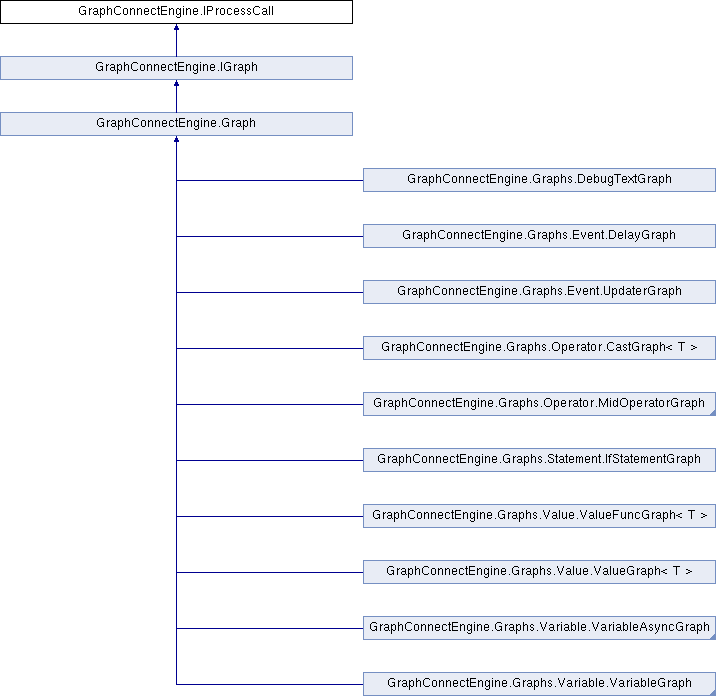 GraphConnectEngine.IProcessCall
GraphConnectEngine.IGraph
GraphConnectEngine.Graph
GraphConnectEngine.Graphs.DebugTextGraph
GraphConnectEngine.Graphs.Event.DelayGraph
GraphConnectEngine.Graphs.Event.UpdaterGraph
GraphConnectEngine.Graphs.Operator.CastGraph< T >
GraphConnectEngine.Graphs.Operator.MidOperatorGraph
GraphConnectEngine.Graphs.Statement.IfStatementGraph
GraphConnectEngine.Graphs.Value.ValueFuncGraph< T >
GraphConnectEngine.Graphs.Value.ValueGraph< T >
GraphConnectEngine.Graphs.Variable.VariableAsyncGraph
GraphConnectEngine.Graphs.Variable.VariableGraph